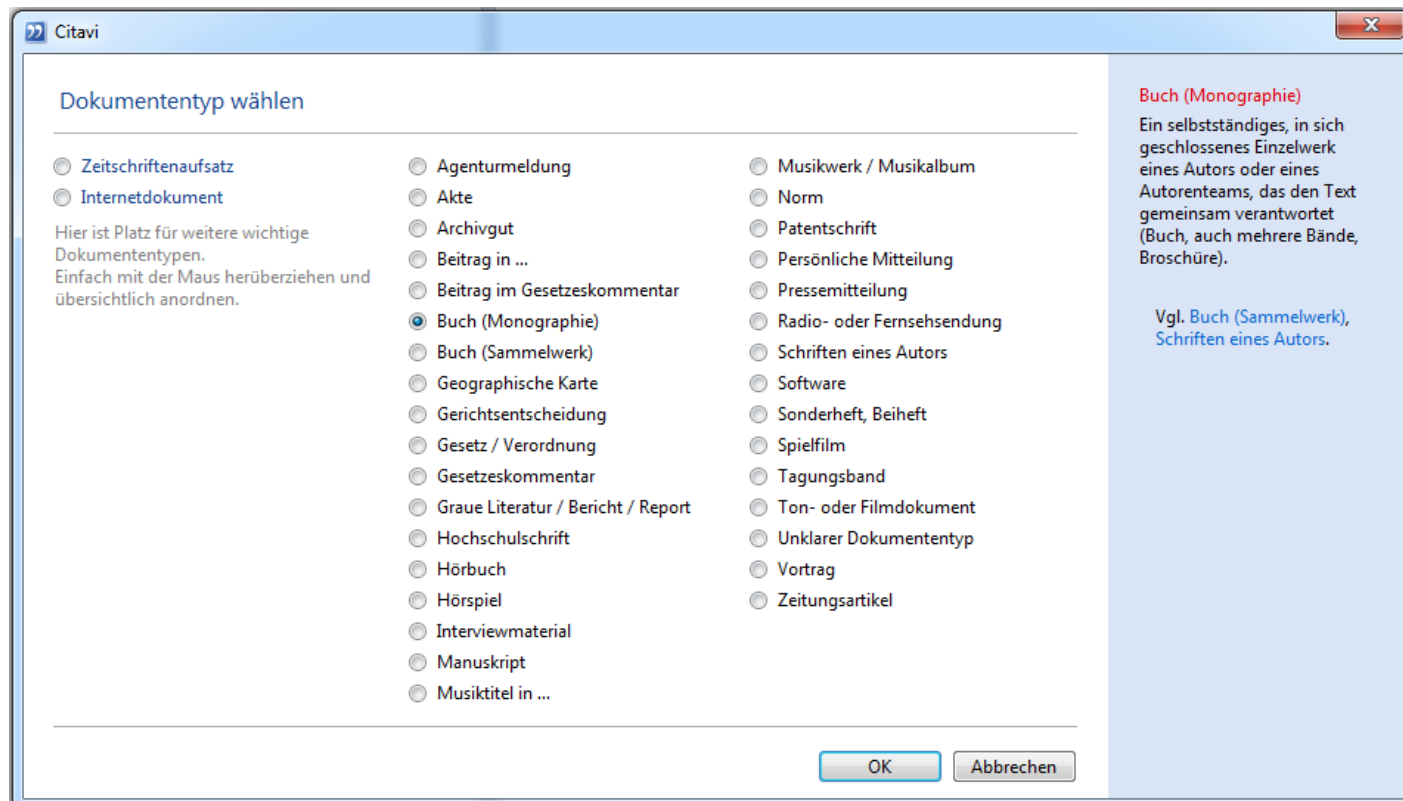 Citavi
Dokumententyp wählen
Zeitschriftenaufsatz
Internetdokument
Hier ist Platz für weitere wichtige
Dokumententypen.
Einfach mit der Maus herüberziehen und
übersichtlich anordnen.
Agenturmeldung
Akte
Archivgut
Beitrag in ...
Beitrag im Gesetzeskommentar
Buch (Monographie)
Buch (Sammelwerk)
Geographische Karte
Gerichtsentscheidung
Gesetz / Verordnung
Gesetzeskommentar
Graue Literatur / Bericht / Report
Hochschulschrift
Hörbuch
Hörspiel
Interviewmaterial
Manuskript
Musiktitel in ...
Musikwerk / Musikalbum
Norm
Patentschrift
Persönliche Mitteilung
Pressemitteilung
Radio- oder Fernsehsendung
Schriften eines Autors
Software
Sonderheft, Beiheft
Spielfilm
Tagungsband
Ton- oder Filmdokument
Unklarer Dokumententyp
Vortrag
Zeitungsartikel
Buch (Monographie)
Ein selbstständiges, in sich
geschlossenes Einzelwerk
eines Autors oder eines
Autorenteams, das den Text
gemeinsam verantwortet
(Buch, auch mehrere Bände,
Broschüre).
Vgl. Buch (Sammelwerk),
Schriften eines Autors.
OK
Abbrechen